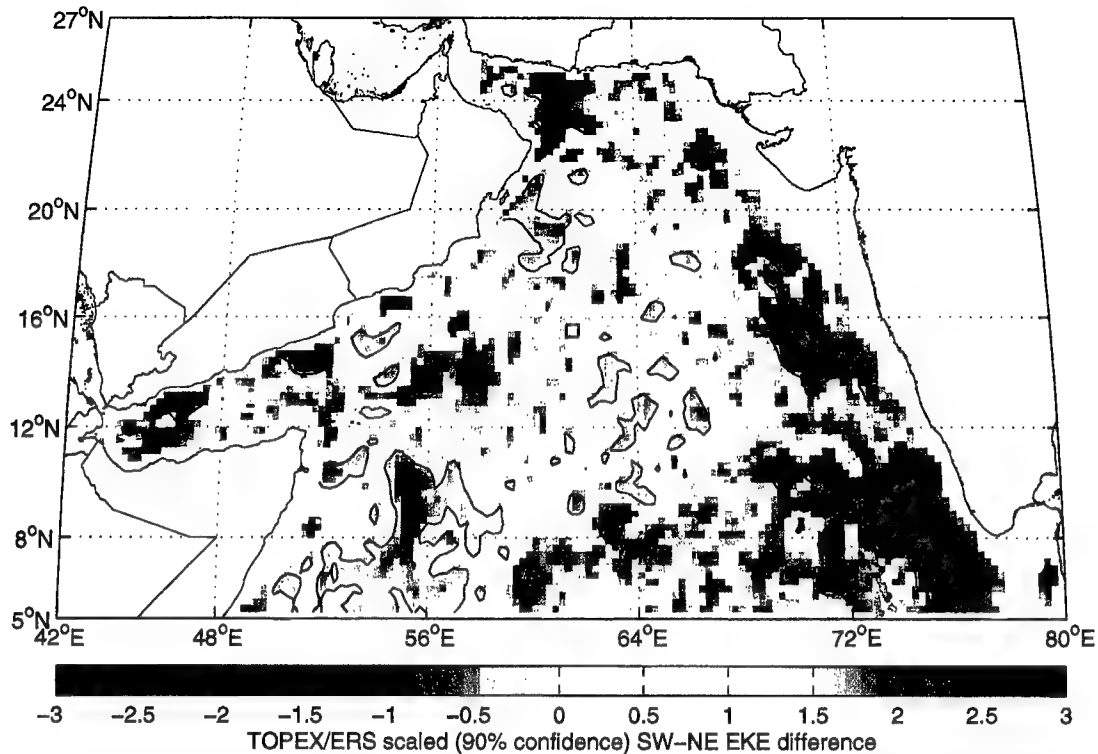 27°N
24°N
20°N
16°N
12°N
8°N
5°N
42°E 48°E 56°E 64°E 72°E 80°E
−3 −2.5 −2 −1.5 −1 −0.5 0 0.5 1 1.5 2 2.5 3
TOPEX/ERS scaled (90% confidence) SW−NE EKE difference